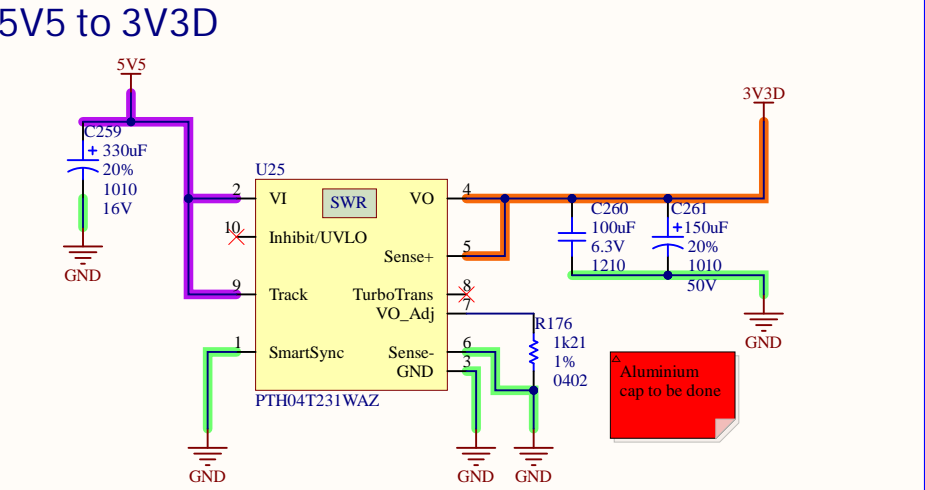 5V5 to 3V3D
5V5
3V3D
C259
+ 330uF
20%
1010
16V
GND
U25
SWR
2 VI
10 Inhibit/UVLO
9 Track
1 SmartSync
VO 4
Sense+ 5
TurboTrans 8
VO_Adj 7
Sense- 6
GND 3
PTH04T231WAZ
C260
100uF
6.3V
1210
C261
+ 150uF
20%
1010
50V
GND
R176
1k21
1%
0402
Aluminium
cap to be done
GND
GND
GND